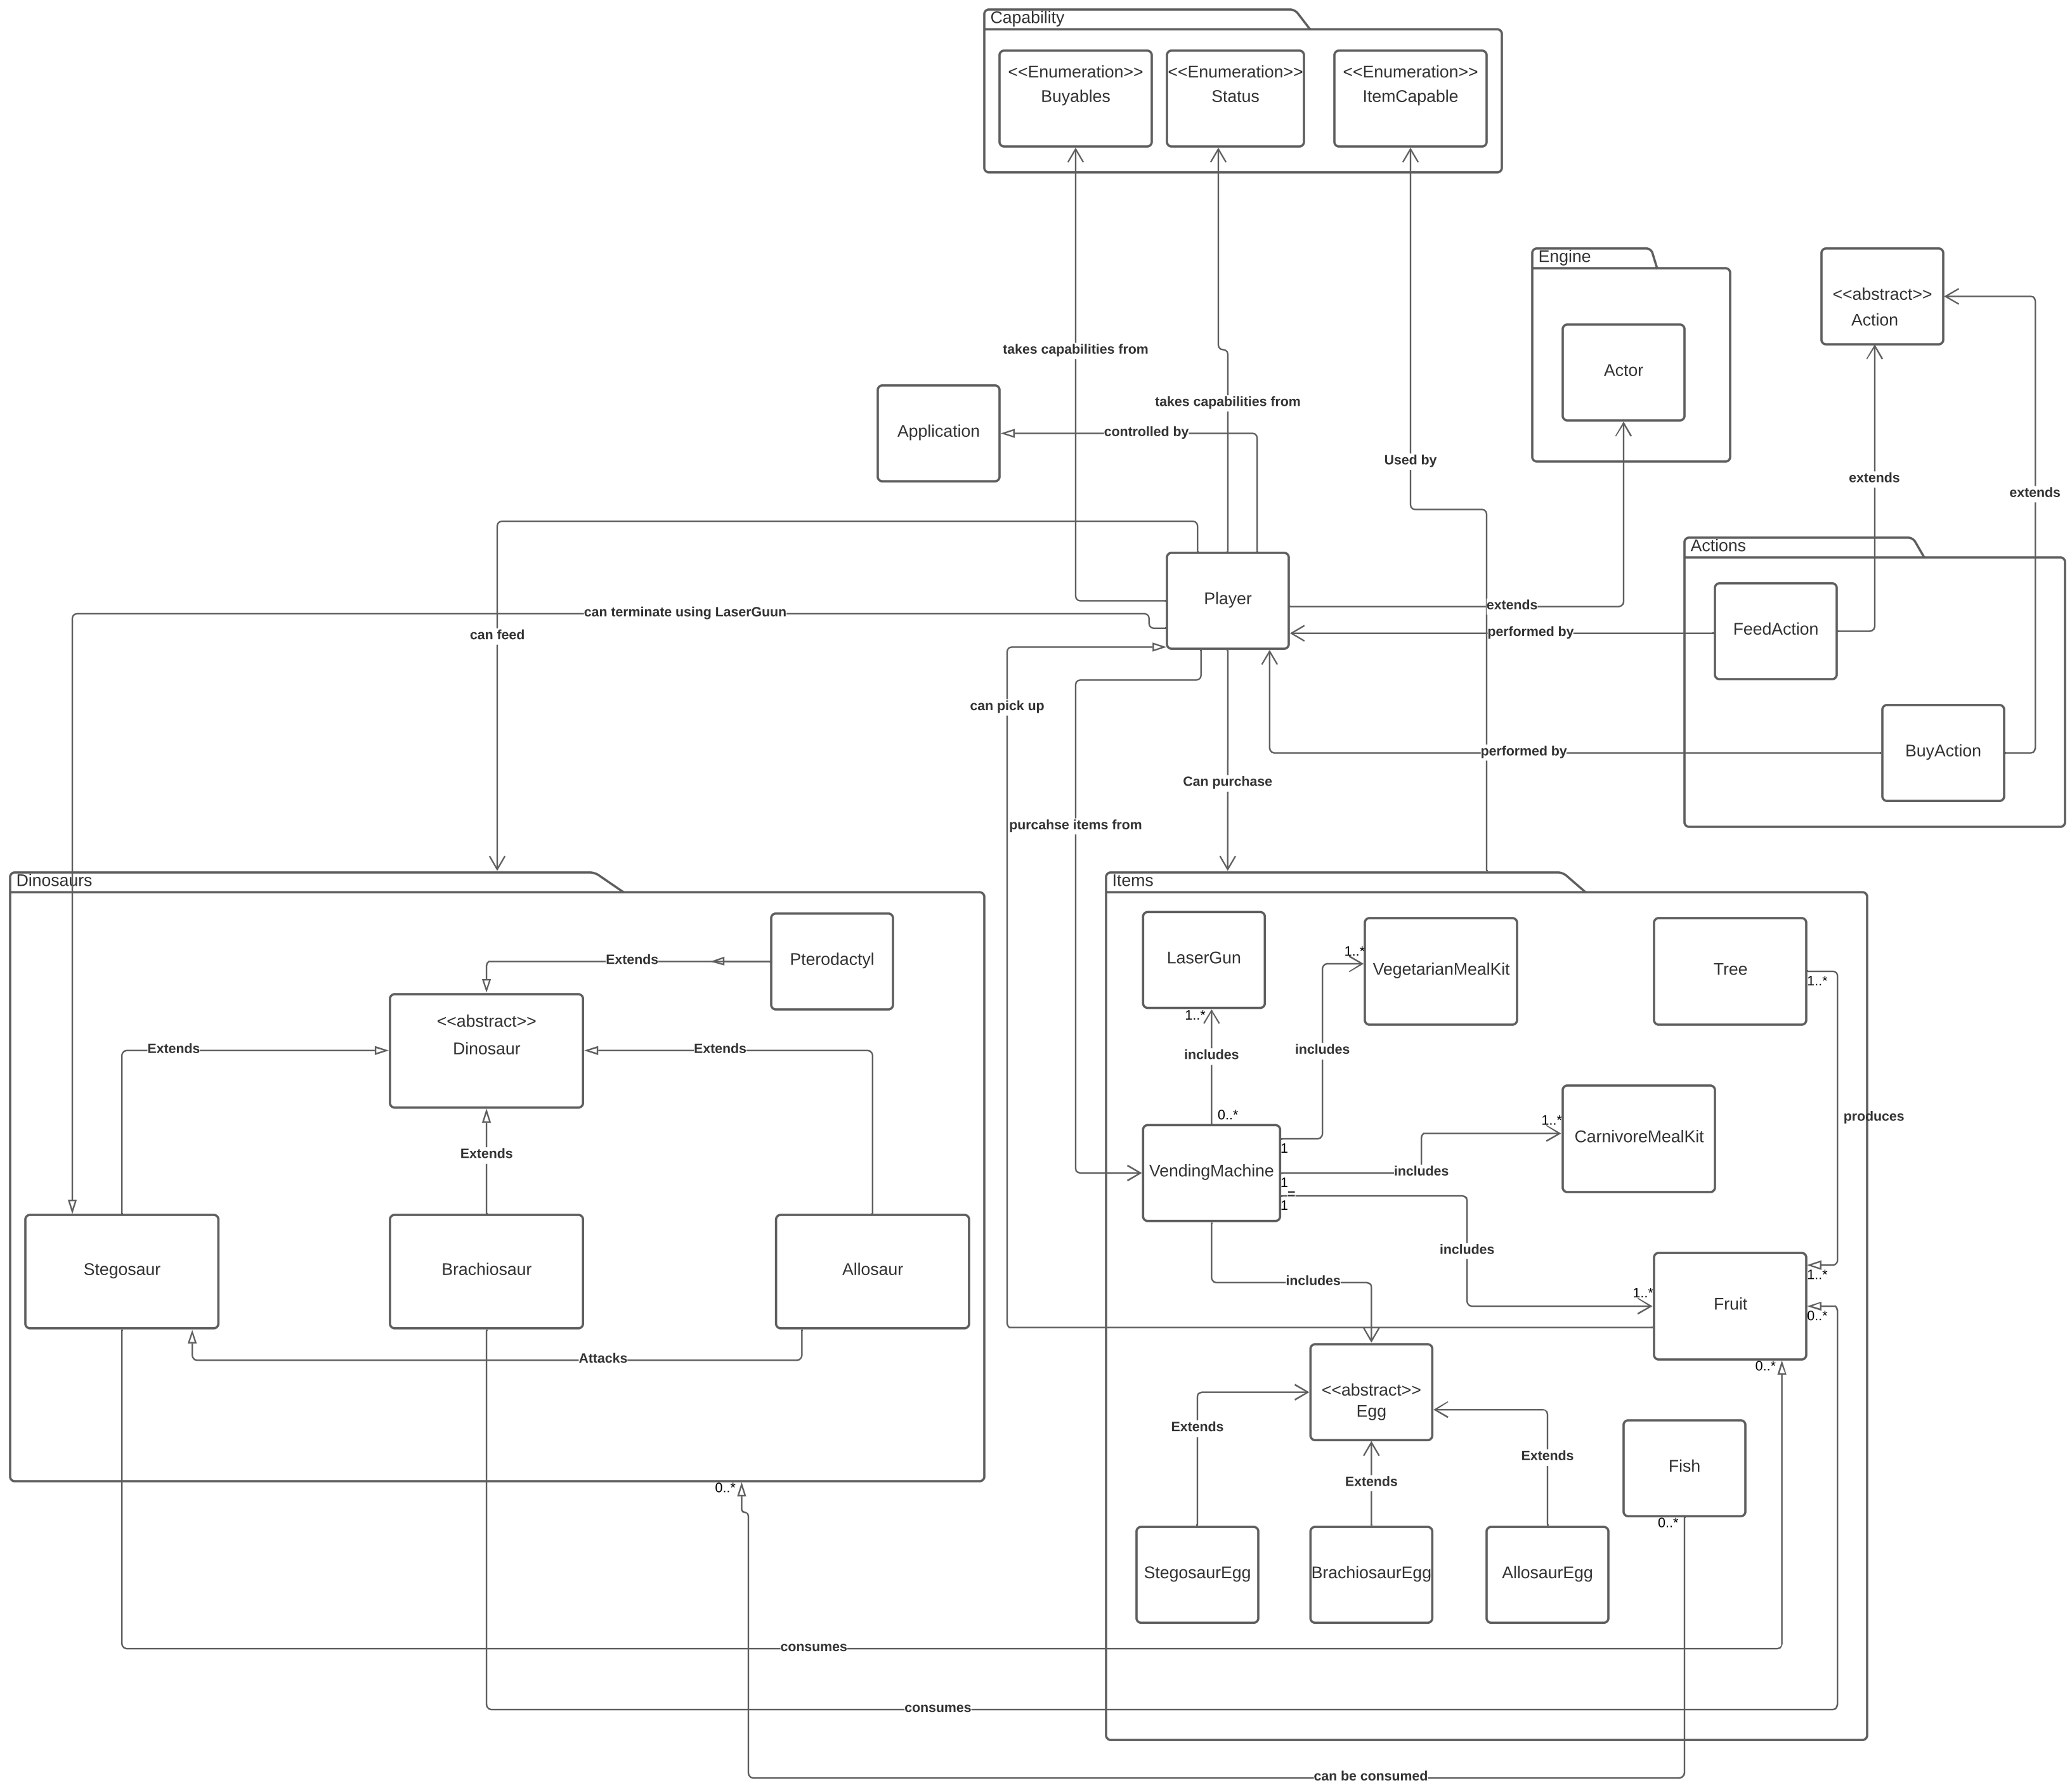 Capability
<<Enumeration>>
Buyables
<<Enumeration>>
Status
<<Enumeration>>
ItemCapable
Engine
Actor
<<abstract>>
Action
takes capabilities from
takes capabilities from
Application
controlled by
Used by
extends
extends
Actions
FeedAction
BuyAction
Player
extends
performed by
performed by
can terminate using LaserGuun
can feed
can pick up
Can purchase
purcahse items from
Dinosaurs
Pterodactyl
Extends
<<abstract>>
Dinosaur
Extends
Extends
Extends
Stegosaur
Brachiosaur
Allosaur
Attacks
0..*
Items
LaserGun
1..*
VegetarianMealKit
1..*
Tree
1..*
includes
includes
0..*
VendingMachine
1
1
=
1
includes
1..*
CarnivoreMealKit
produces
includes
includes
1..*
Fruit
1..*
0..*
0..*
<<abstract>>
Egg
Extends
Extends
Extends
Fish
0..*
StegosaurEgg
BrachiosaurEgg
AllosaurEgg
consumes
consumes
can be consumed